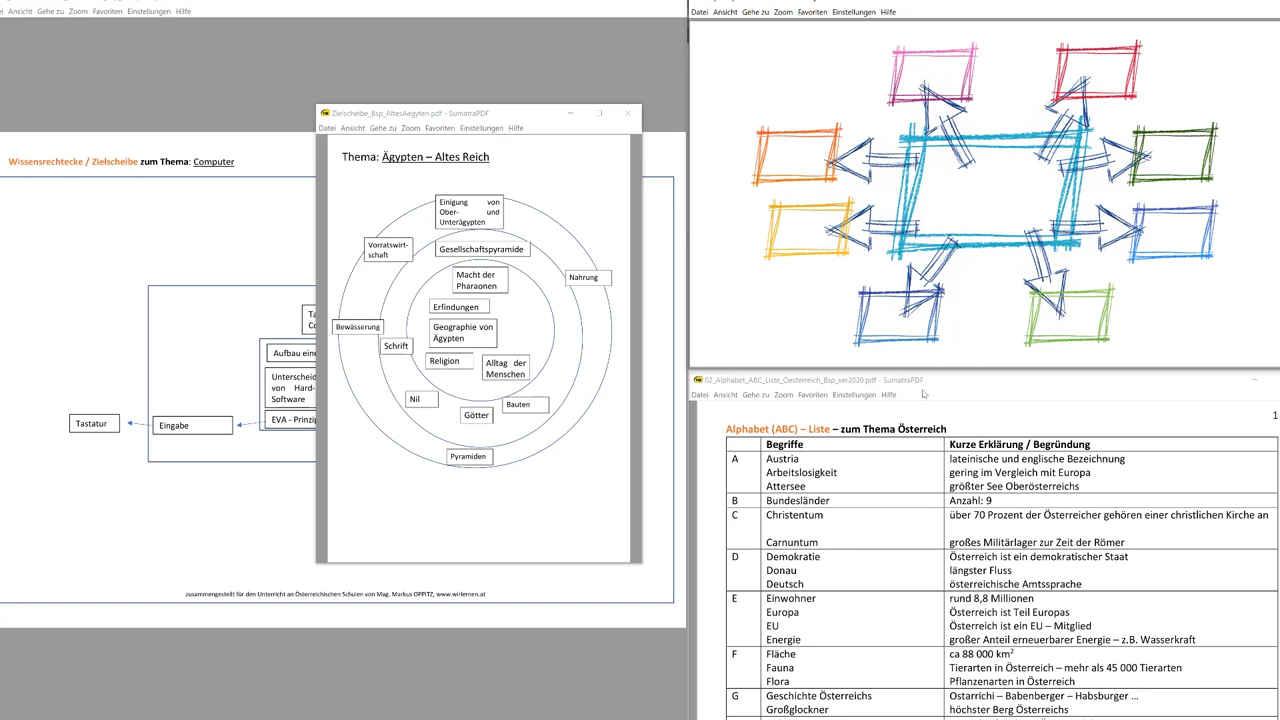 Ansicht Gehe zu Zoom Favoriten Einstellungen Hilfe
Wissensrechtecke / Zielscheibe zum Thema: Computer
Aufbau eine
Unterscheid
von Hard-
Software
EVA - Prinzip
Tastatur
Eingabe
zusammengestellt für den Unterricht an Österreichischen Schulen von Mag. Markus OPPITZ; www.wirlernen.at
Zielscheibe_Bsp_AltesAegypten.pdf - SumatraPDF
Datei Ansicht Gehe zu Zoom Favoriten Einstellungen Hilfe
Thema: Ägypten – Altes Reich
Einigung von
Ober- und
Unterägypten
Vorratswirt-
schaft
Gesellschaftspyramide
Macht der
Pharaonen
Nahrung
Erfindungen
Bewässerung
Geographie von
Ägypten
Schrift
Religion
Alltag der
Menschen
Nil
Bauten
Götter
Pyramiden
Datei Ansicht Gehe zu Zoom Favoriten Einstellungen Hilfe
02_Alphabet_ABC_Liste_Oesterreich_Bsp_ver2020.pdf - SumatraPDF
Datei Ansicht Gehe zu Zoom Favoriten Einstellungen Hilfe
1
Alphabet (ABC) – Liste – zum Thema Österreich
Begriffe Kurze Erklärung / Begründung
A Austria lateinische und englische Bezeichnung
Arbeitslosigkeit gering im Vergleich mit Europa
Attersee größter See Oberösterreichs
B Bundesländer Anzahl: 9
C Christentum über 70 Prozent der Österreicher gehören einer christlichen Kirche an
Carnuntum großes Militärlager zur Zeit der Römer
D Demokratie Österreich ist ein demokratischer Staat
Donau längster Fluss
Deutsch österreichische Amtssprache
E Einwohner rund 8,8 Millionen
Europa Österreich ist Teil Europas
EU Österreich ist ein EU – Mitglied
Energie großer Anteil erneuerbarer Energie – z.B. Wasserkraft
F Fläche ca 88 000 km²
Fauna Tierarten in Österreich – mehr als 45 000 Tierarten
Flora Pflanzenarten in Österreich
G Geschichte Österreichs Ostarrichi – Babenberger – Habsburger ...
Großglockner höchster Berg Österreichs